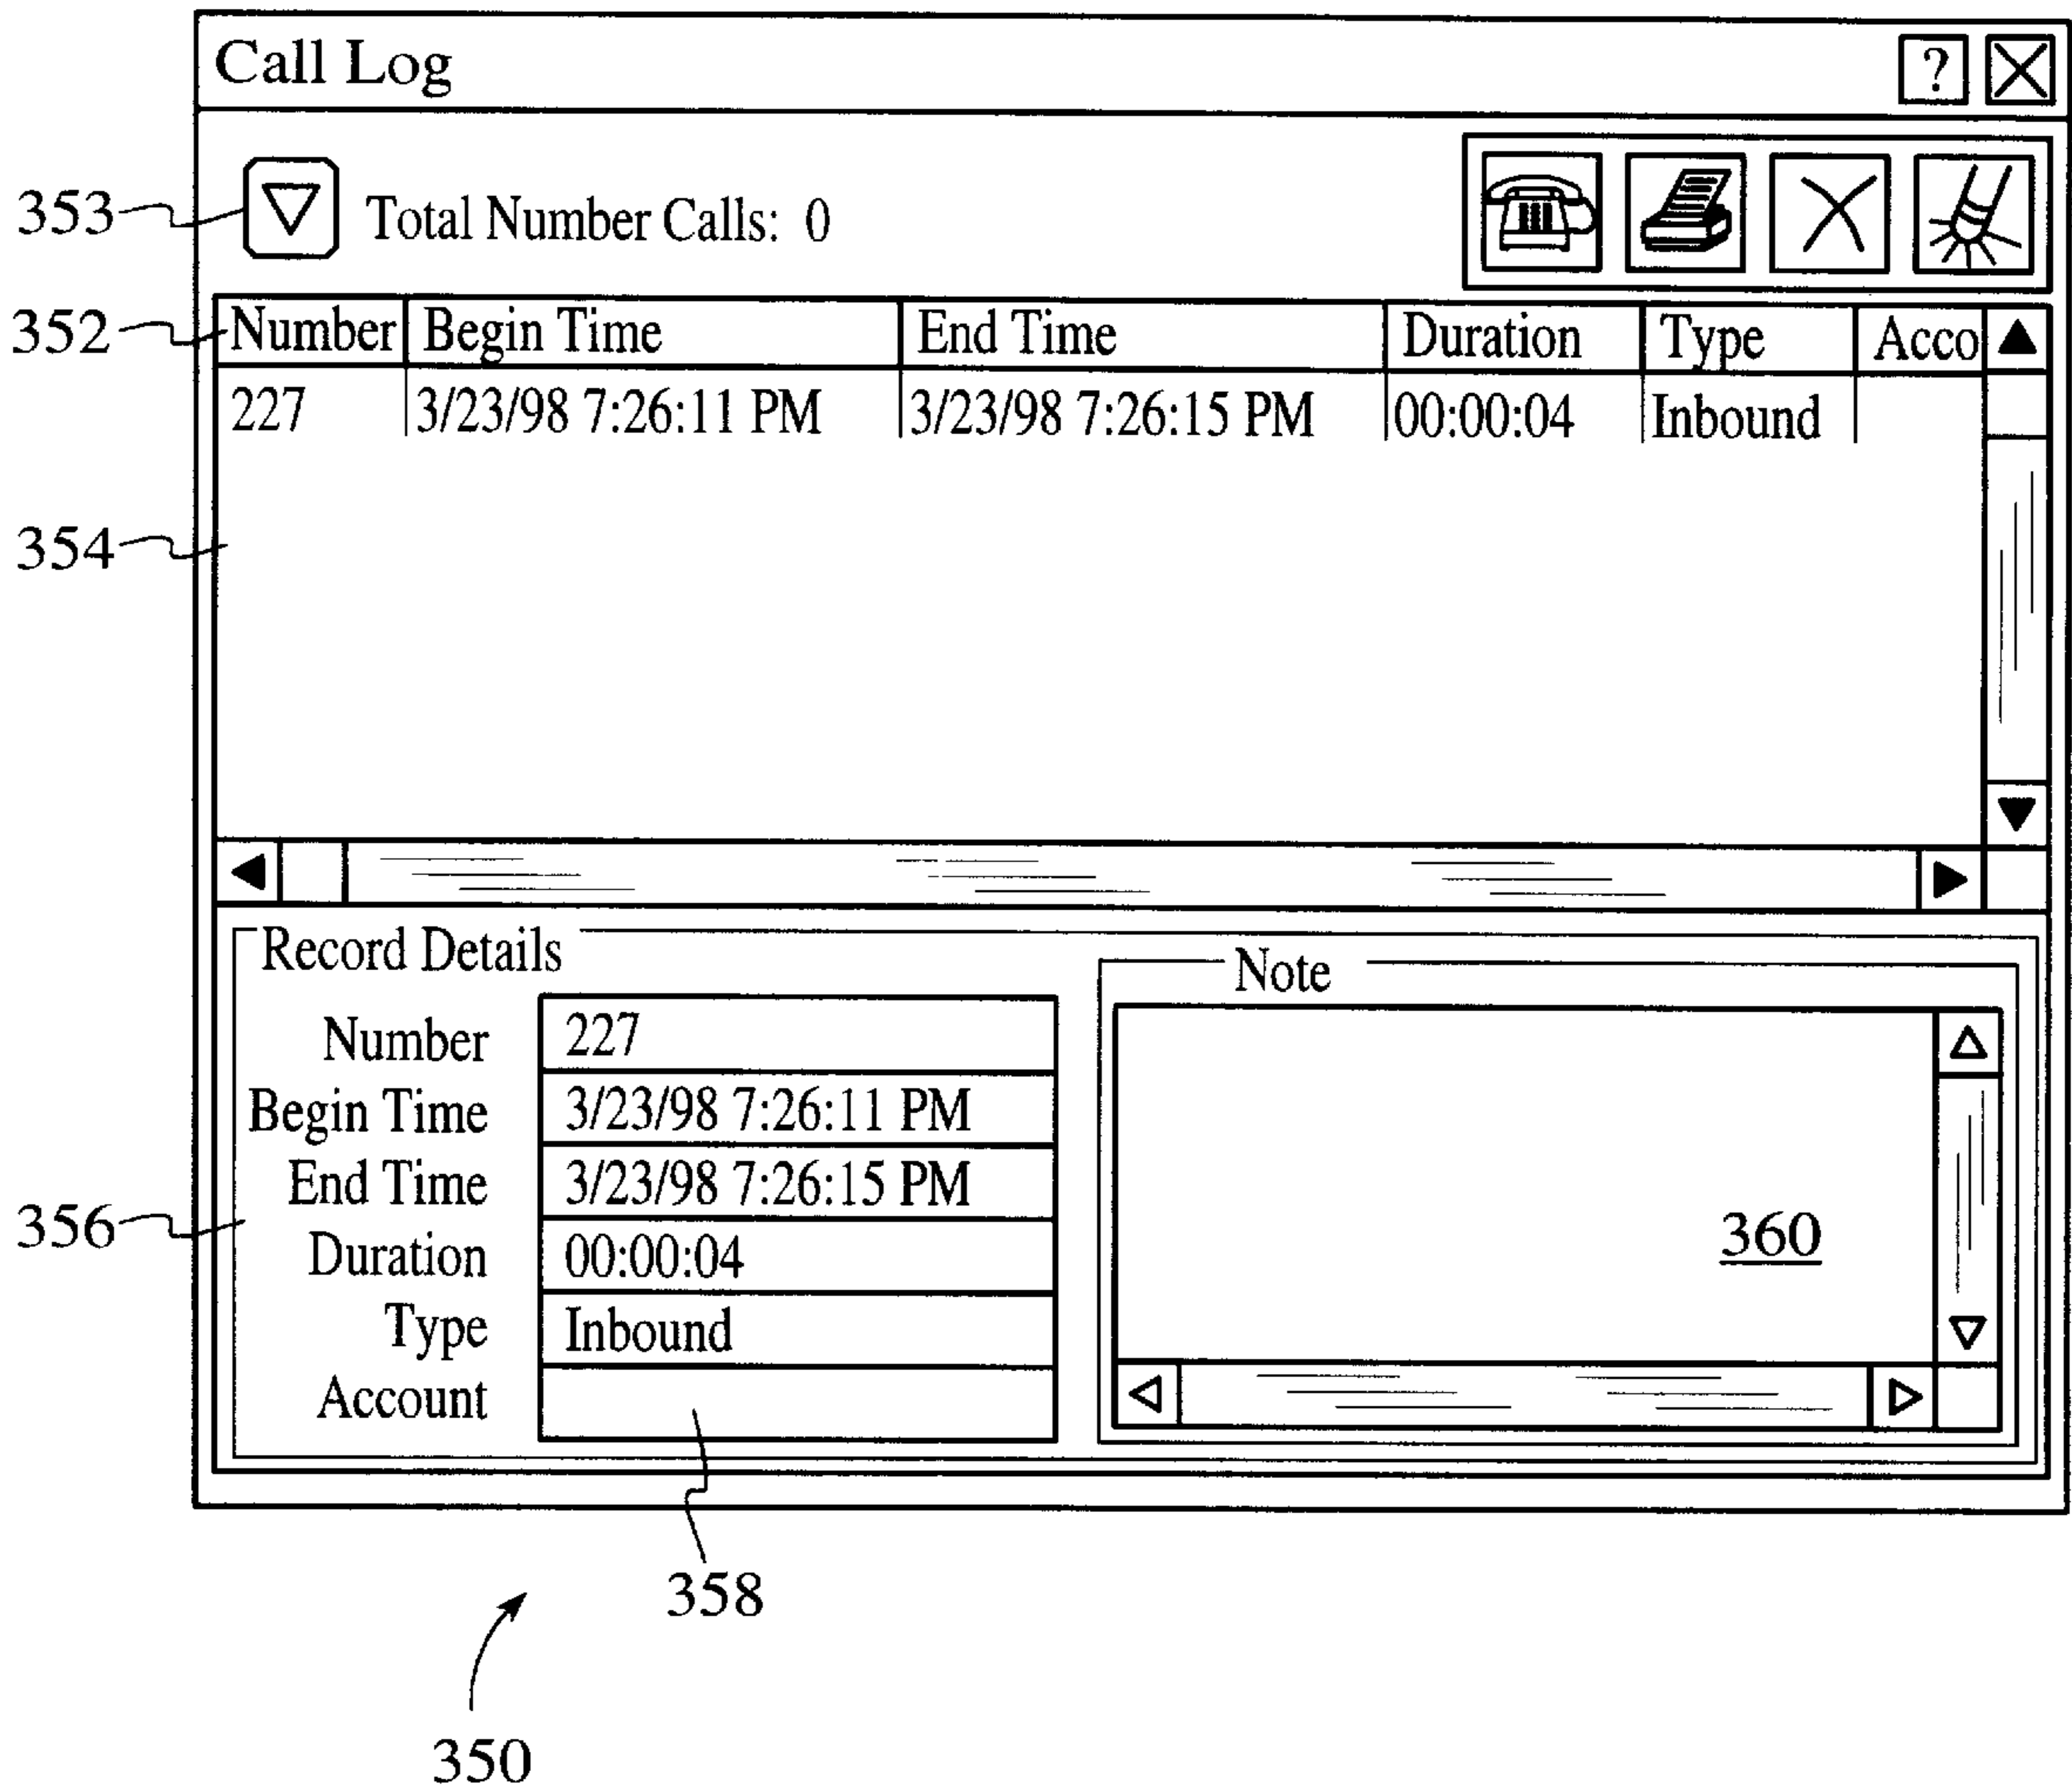 Call Log ?
353 Total Number Calls: 0
352 Number Begin Time End Time Duration Type Acco
227 3/23/98 7:26:11 PM 3/23/98 7:26:15 PM 00:00:04 Inbound
354
Record Details
Note
Number 227
Begin Time 3/23/98 7:26:11 PM
End Time 3/23/98 7:26:15 PM
356
360
Duration 00:00:04
Type Inbound
Account
358
350